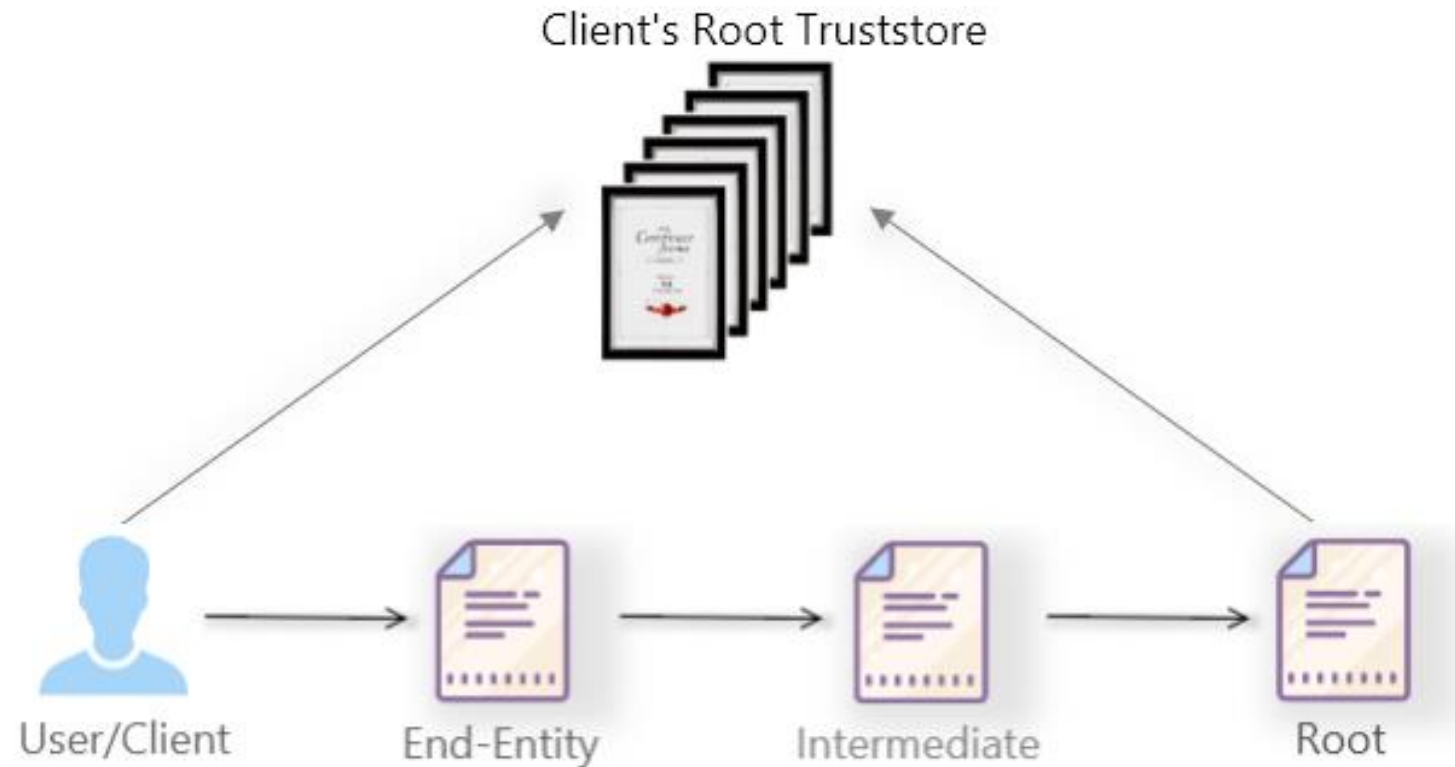 Client's Root Truststore
User/Client
End-Entity
Intermediate
Root